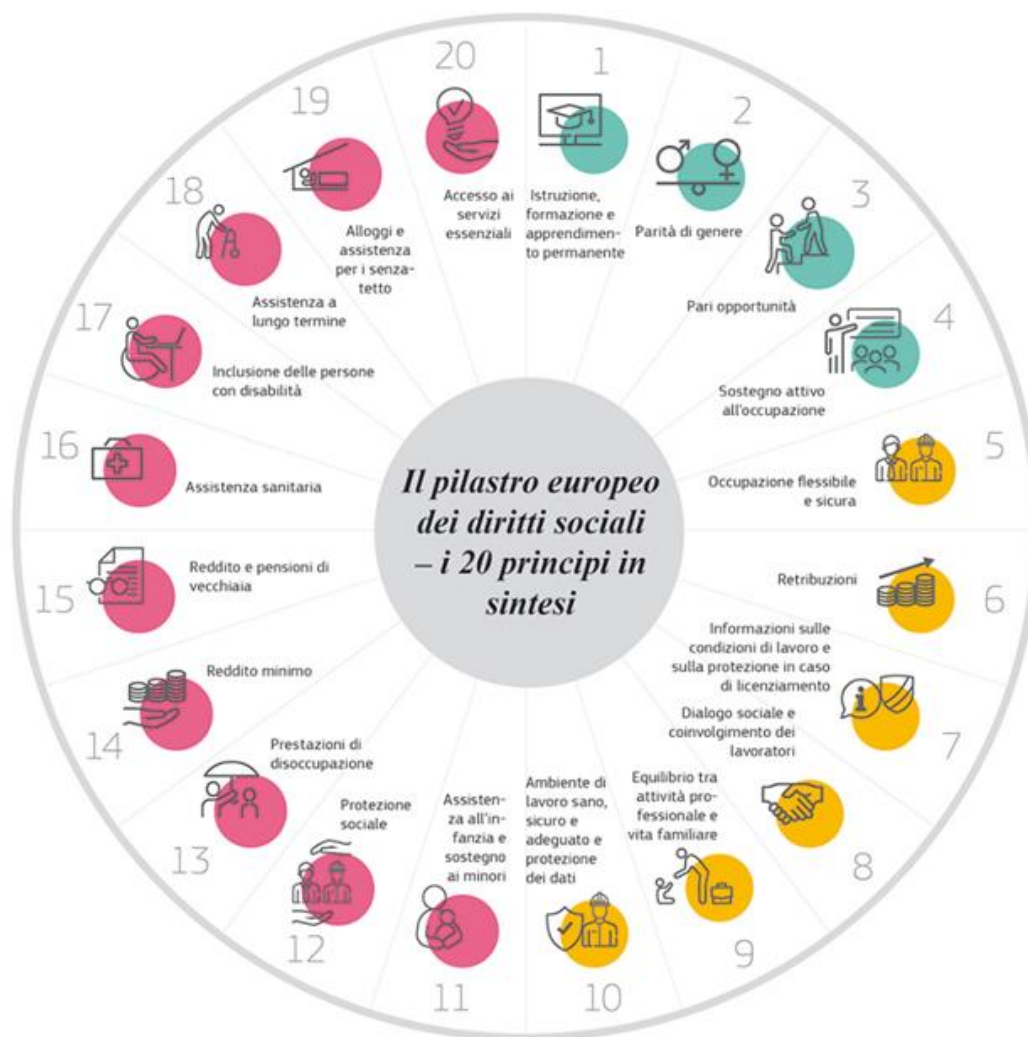 Il pilastro europeo
dei diritti sociali
– i 20 principi in
sintesi
1
Istruzione,
formazione e
apprendimen-
to permanente
2
Parità di genere
3
Pari opportunità
4
Sostegno attivo
all'occupazione
5
Occupazione flessibile
e sicura
6
Retribuzioni
7
Informazioni sulle
condizioni di lavoro e
sulla protezione in caso
di licenziamento
8
Dialogo sociale e
coinvolgimento dei
lavoratori
9
Equilibrio tra
attività pro-
fessionale e
vita familiare
10
Ambiente di
lavoro sano,
sicuro e
adeguato e
protezione
dei dati
11
Assisten-
za all'in-
fanzia e
sostegno
ai minori
12
Protezione
sociale
13
Prestazioni di
disoccupazione
14
Reddito minimo
15
Reddito e pensioni di
vecchiaia
16
Assistenza sanitaria
17
Inclusione delle persone
con disabilità
18
Assistenza a
lungo termine
19
Alloggi e
assistenza
per i senza-
tetto
20
Accesso ai
servizi
essenziali